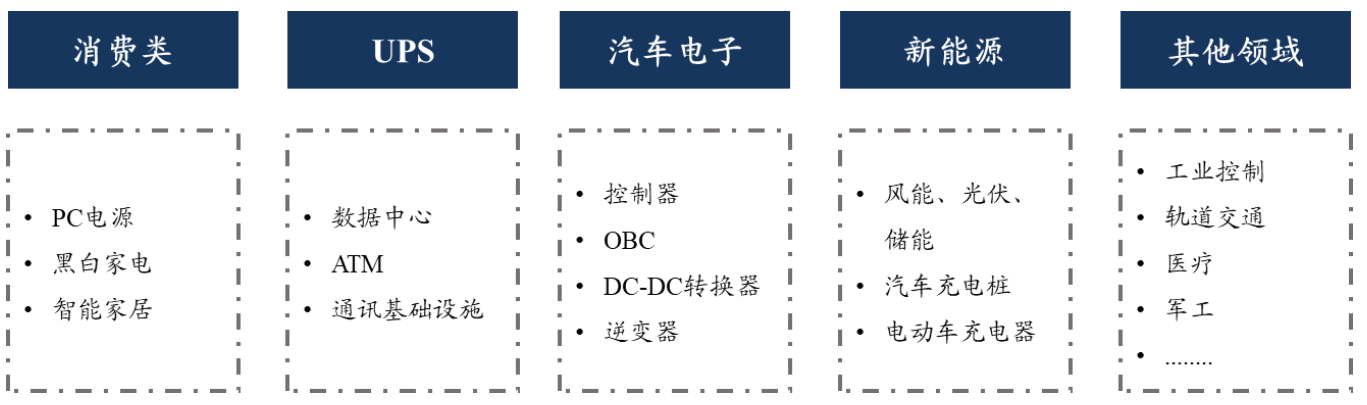 消费类
• PC电源
• 黑白家电
• 智能家居
UPS
• 数据中心
• ATM
• 通讯基础设施
汽车电子
• 控制器
• OBC
• DC-DC转换器
• 逆变器
新能源
• 风能、光伏、
储能
• 汽车充电桩
• 电动车充电器
其他领域
• 工业控制
• 轨道交通
• 医疗
• 军工
• ........